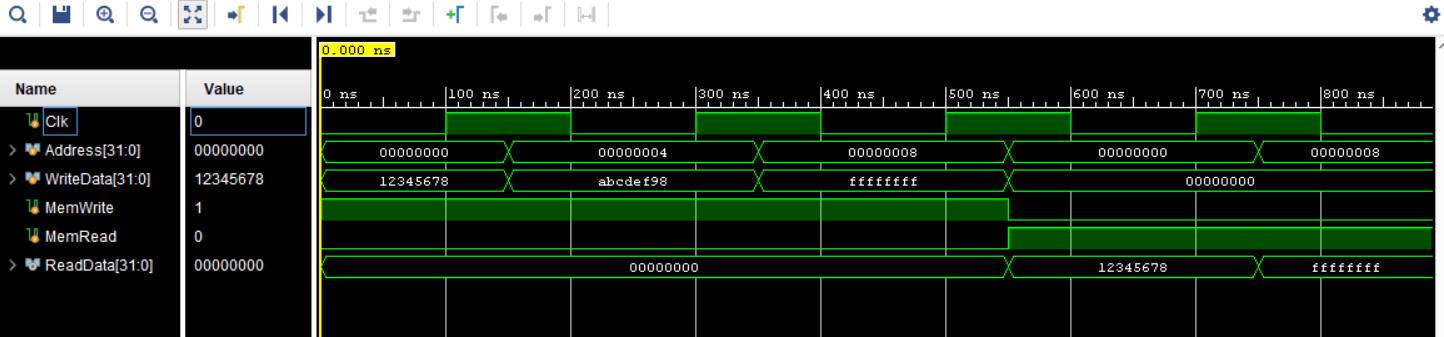 0.000 ns
Name Value
0 ns 100 ns 200 ns 300 ns 400 ns 500 ns 600 ns 700 ns 800 ns
Clk 0
Address[31:0] 00000000 00000000 00000004 00000008 00000000 00000008
WriteData[31:0] 12345678 12345678 abcdef98 ffffffff 00000000
MemWrite 1
MemRead 0
ReadData[31:0] 00000000 00000000 12345678 ffffffff